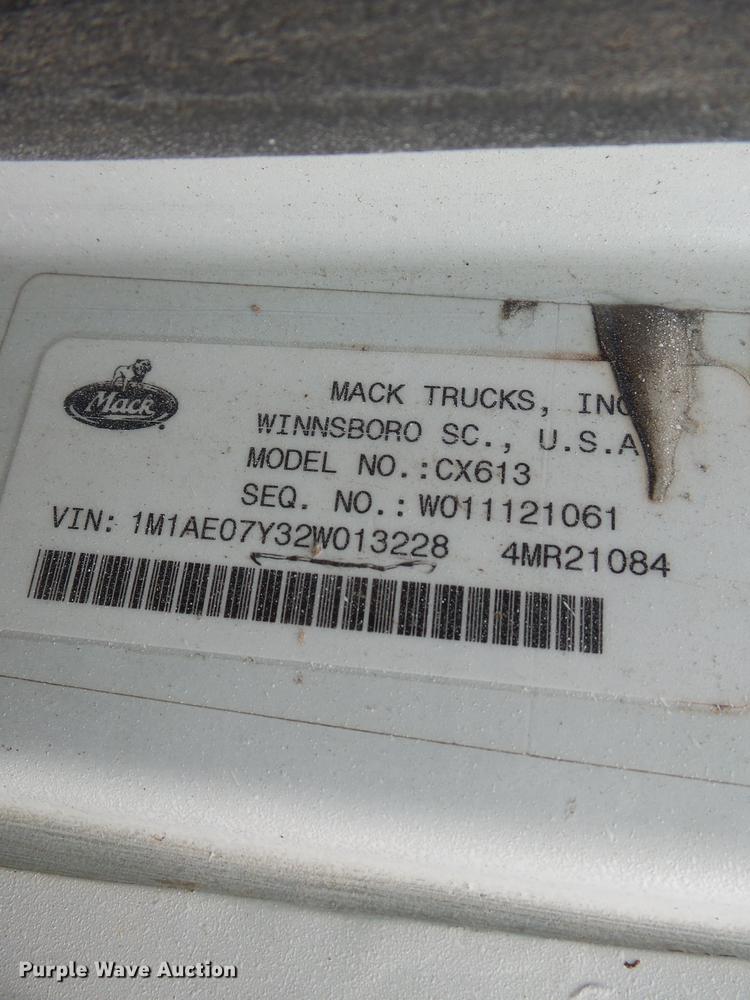 Mack
MACK TRUCKS, INC
WINNSBORO SC., U.S.A
MODEL NO.:CX613
SEQ. NO.: W011121061
VIN: 1M1AE07Y32W013228 4MR21084
Purple Wave Auction